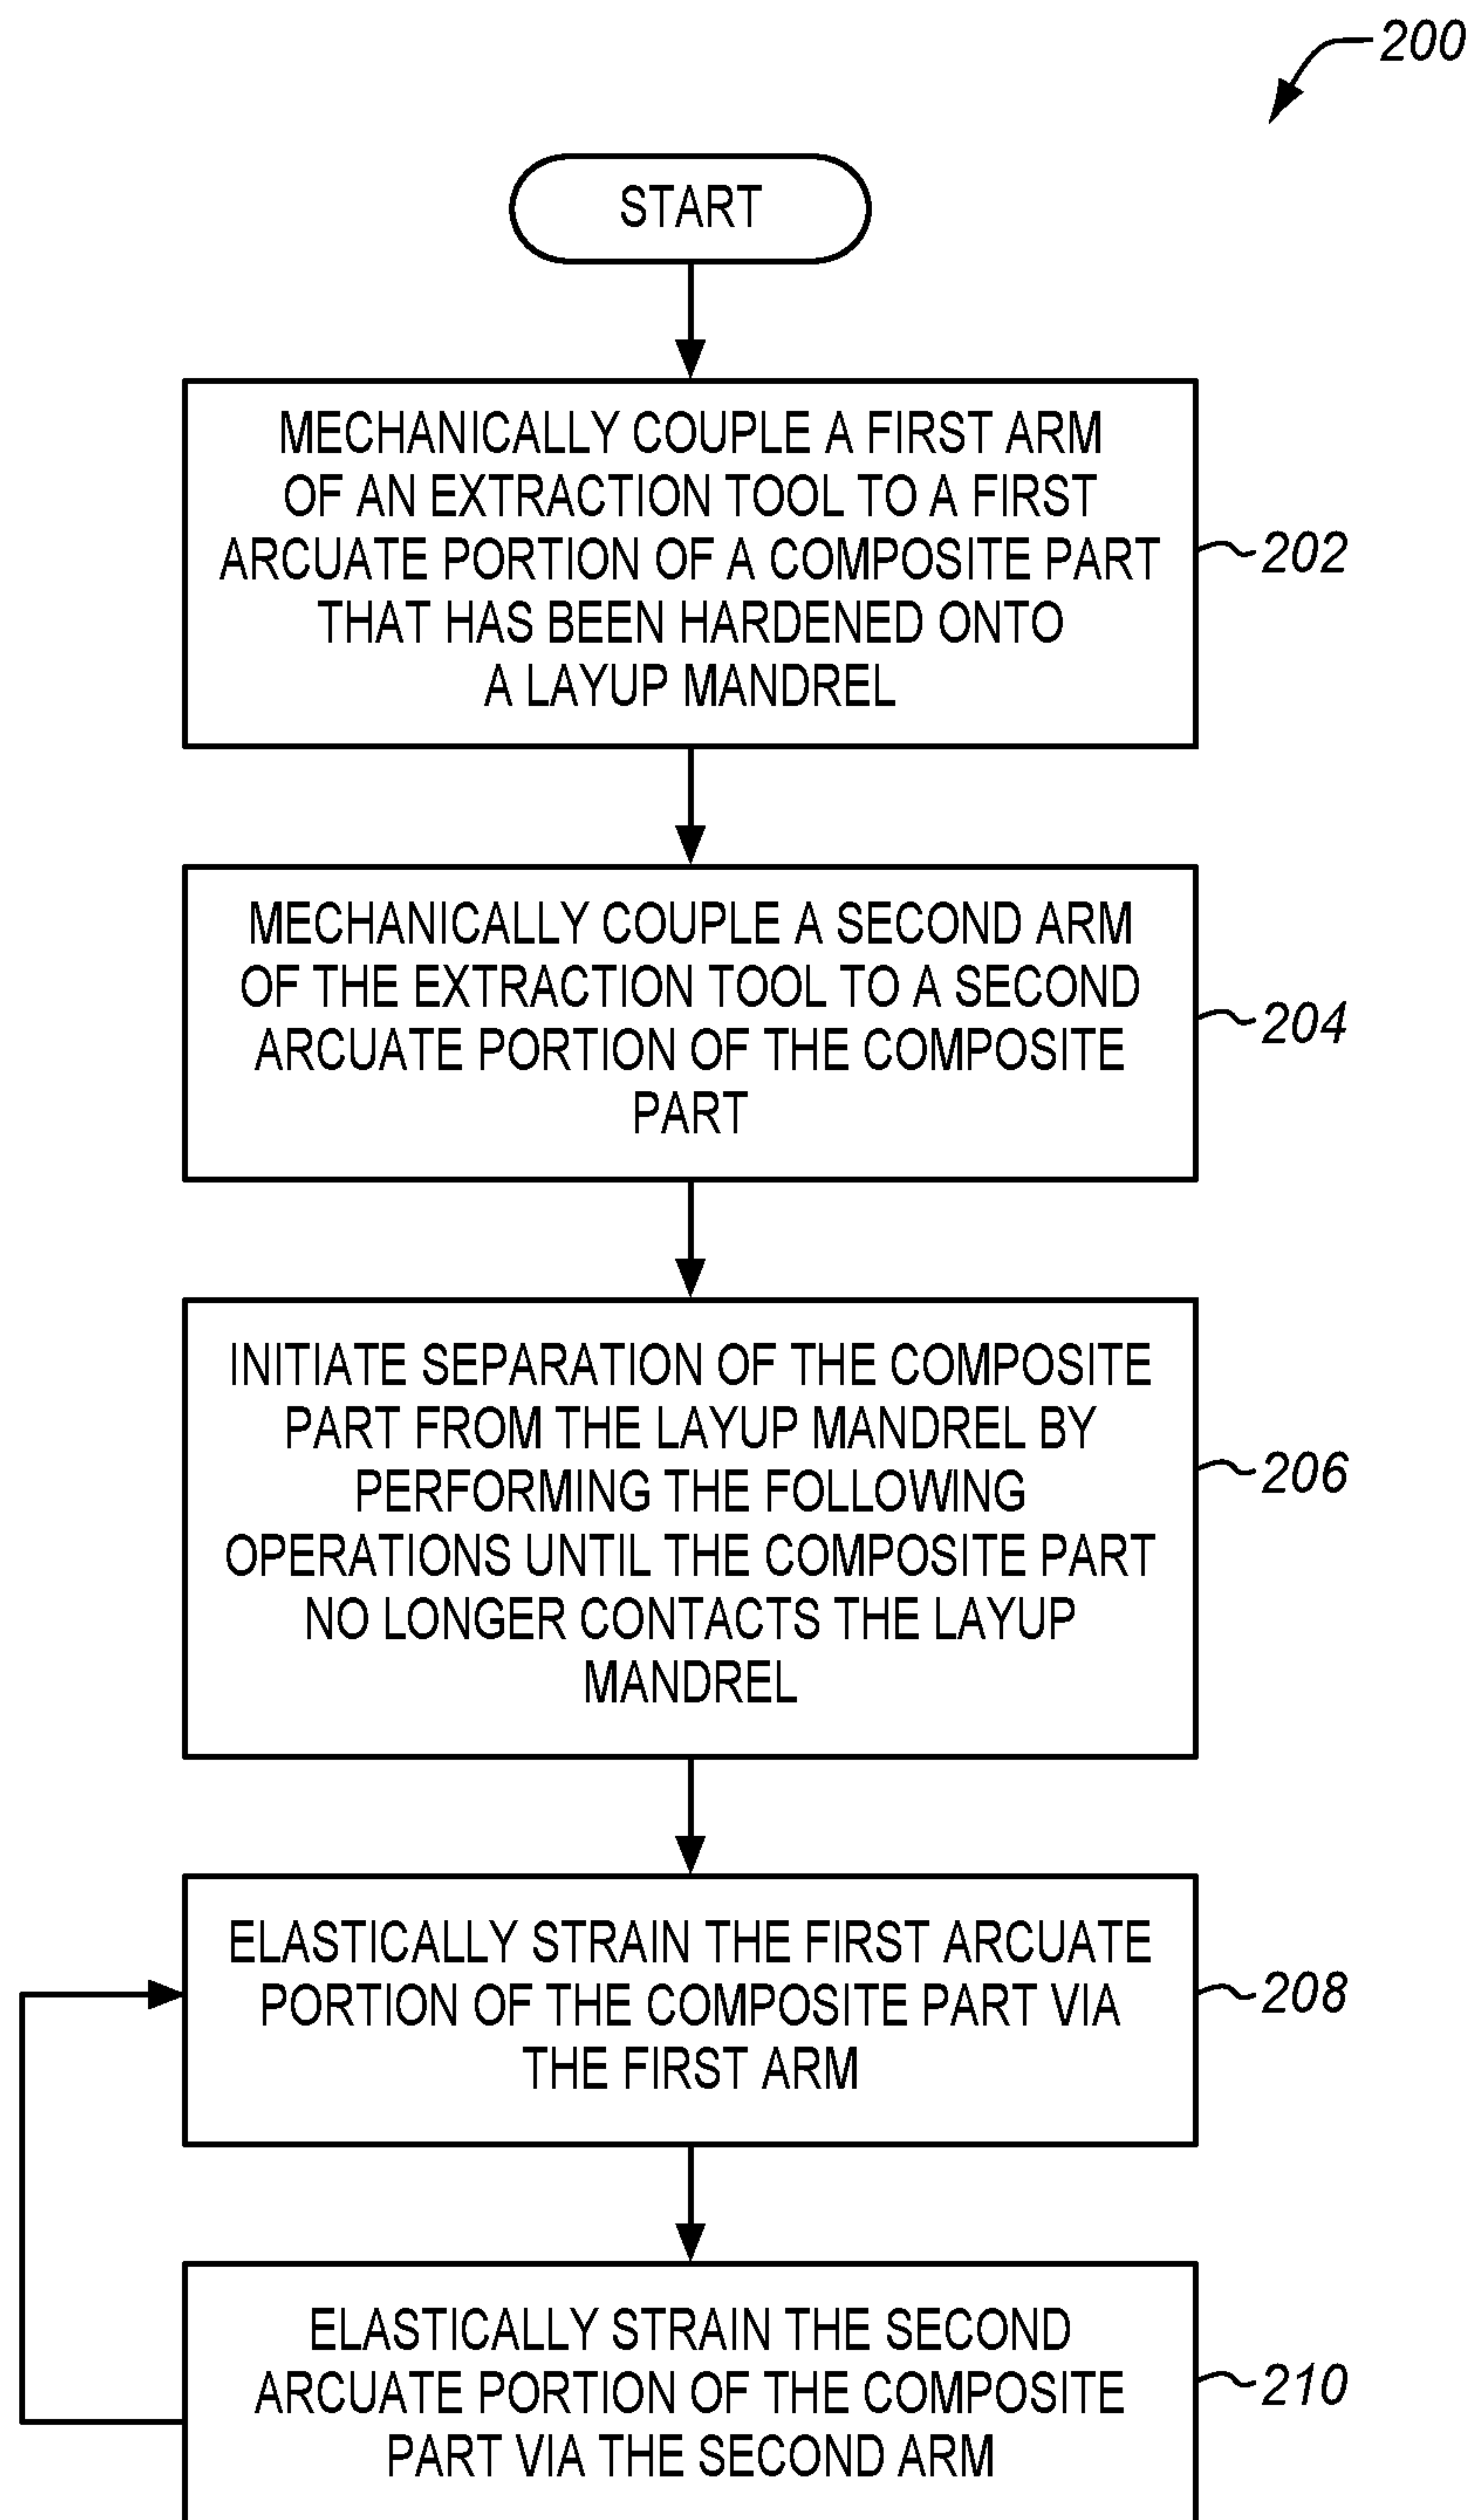 200
START
MECHANICALLY COUPLE A FIRST ARM
OF AN EXTRACTION TOOL TO A FIRST
ARCUATE PORTION OF A COMPOSITE PART
THAT HAS BEEN HARDENED ONTO
A LAYUP MANDREL
202
MECHANICALLY COUPLE A SECOND ARM
OF THE EXTRACTION TOOL TO A SECOND
ARCUATE PORTION OF THE COMPOSITE
PART
204
INITIATE SEPARATION OF THE COMPOSITE
PART FROM THE LAYUP MANDREL BY
PERFORMING THE FOLLOWING
OPERATIONS UNTIL THE COMPOSITE PART
NO LONGER CONTACTS THE LAYUP
MANDREL
206
ELASTICALLY STRAIN THE FIRST ARCUATE
PORTION OF THE COMPOSITE PART VIA
THE FIRST ARM
208
ELASTICALLY STRAIN THE SECOND
ARCUATE PORTION OF THE COMPOSITE
PART VIA THE SECOND ARM
210